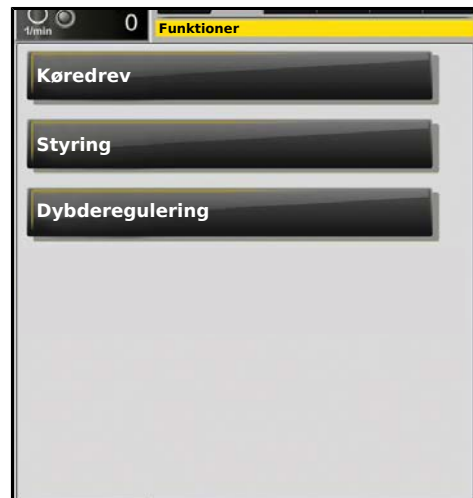 1/min
0
Funktioner
Køredrev
Styring
Dybderegulering